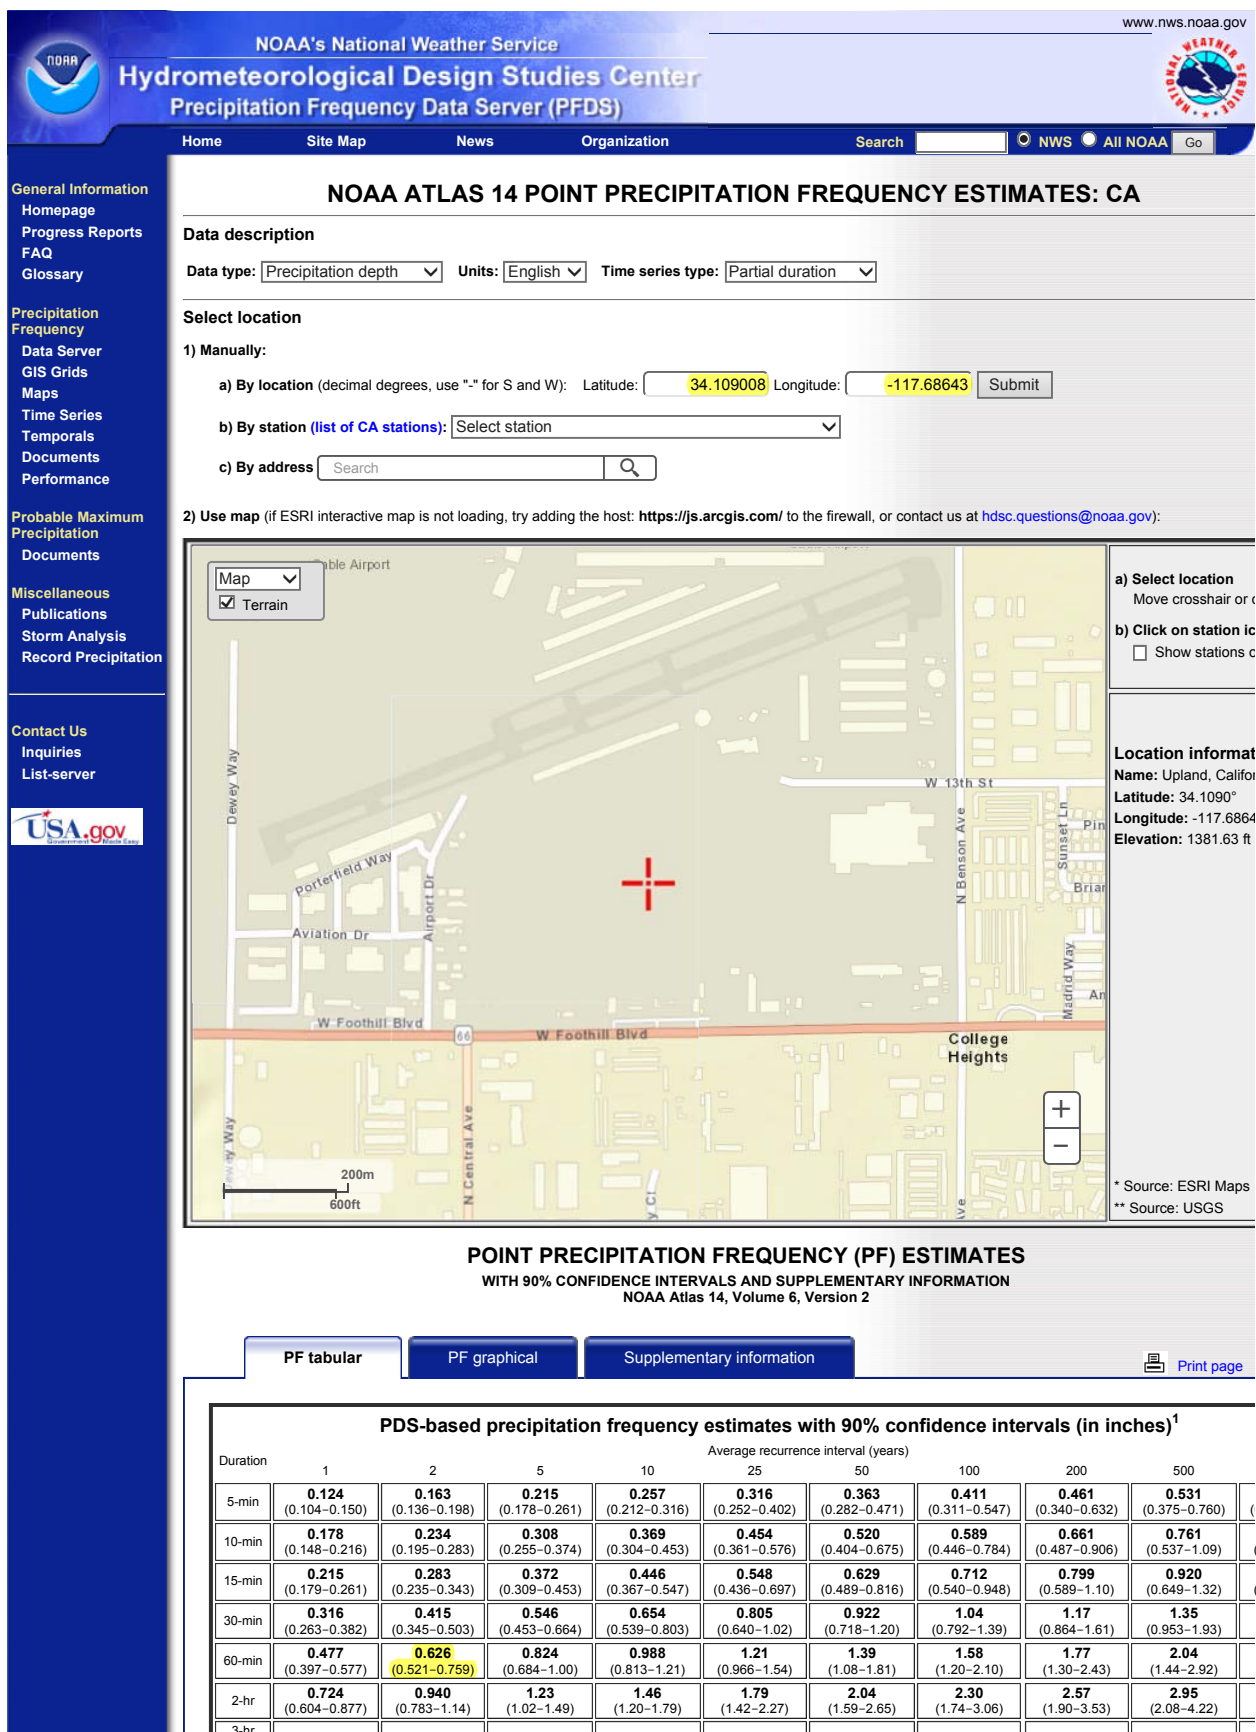 www.nws.noaa.gov
NOAA
NOAA's National Weather Service
Hydrometeorological Design Studies Center
Precipitation Frequency Data Server (PFDS)
NATIONAL WEATHER SERVICE
Home Site Map News Organization Search NWS All NOAA Go
General Information
Homepage
Progress Reports
FAQ
Glossary
Precipitation
Frequency
Data Server
GIS Grids
Maps
Time Series
Temporals
Documents
Performance
Probable Maximum
Precipitation
Documents
Miscellaneous
Publications
Storm Analysis
Record Precipitation
Contact Us
Inquiries
List-server
USA.gov
Government Made Easy
NOAA ATLAS 14 POINT PRECIPITATION FREQUENCY ESTIMATES: CA
Data description
Data type: Precipitation depth Units: English Time series type: Partial duration
Select location
1) Manually:
a) By location (decimal degrees, use "-" for S and W): Latitude: 34.109008 Longitude: -117.68643 Submit
b) By station (list of CA stations): Select station
c) By address Search
2) Use map (if ESRI interactive map is not loading, try adding the host: https://js.arcgis.com/ to the firewall, or contact us at hdsc.questions@noaa.gov):
Map
Terrain
Airport
Dewey Way
W 13th St
N Benson Ave
Sunset Ln
Pin
Briar
Porterfield Way
Airport Dr
Aviation Dr
Madrid Way
An
W Foothill Blvd
66
W Foothill Blvd
College
Heights
Dewey Way
N Central Ave
y Ct
Ave
+
−
200m
600ft
a) Select location
Move crosshair or
b) Click on station ic
Show stations o
Location informat
Name: Upland, Califor
Latitude: 34.1090°
Longitude: -117.6864
Elevation: 1381.63 ft
* Source: ESRI Maps
** Source: USGS
POINT PRECIPITATION FREQUENCY (PF) ESTIMATES
WITH 90% CONFIDENCE INTERVALS AND SUPPLEMENTARY INFORMATION
NOAA Atlas 14, Volume 6, Version 2
PF tabular PF graphical Supplementary information
Print page
PDS-based precipitation frequency estimates with 90% confidence intervals (in inches)1
Duration
Average recurrence interval (years)
1 2 5 10 25 50 100 200 500
5-min 0.124 0.163 0.215 0.257 0.316 0.363 0.411 0.461 0.531
(0.104−0.150) (0.136−0.198) (0.178−0.261) (0.212−0.316) (0.252−0.402) (0.282−0.471) (0.311−0.547) (0.340−0.632) (0.375−0.760)
10-min 0.178 0.234 0.308 0.369 0.454 0.520 0.589 0.661 0.761
(0.148−0.216) (0.195−0.283) (0.255−0.374) (0.304−0.453) (0.361−0.576) (0.404−0.675) (0.446−0.784) (0.487−0.906) (0.537−1.09)
15-min 0.215 0.283 0.372 0.446 0.548 0.629 0.712 0.799 0.920
(0.179−0.261) (0.235−0.343) (0.309−0.453) (0.367−0.547) (0.436−0.697) (0.489−0.816) (0.540−0.948) (0.589−1.10) (0.649−1.32)
30-min 0.316 0.415 0.546 0.654 0.805 0.922 1.04 1.17 1.35
(0.263−0.382) (0.345−0.503) (0.453−0.664) (0.539−0.803) (0.640−1.02) (0.718−1.20) (0.792−1.39) (0.864−1.61) (0.953−1.93)
60-min 0.477 0.626 0.824 0.988 1.21 1.39 1.58 1.77 2.04
(0.397−0.577) (0.521−0.759) (0.684−1.00) (0.813−1.21) (0.966−1.54) (1.08−1.81) (1.20−2.10) (1.30−2.43) (1.44−2.92)
2-hr 0.724 0.940 1.23 1.46 1.79 2.04 2.30 2.57 2.95
(0.604−0.877) (0.783−1.14) (1.02−1.49) (1.20−1.79) (1.42−2.27) (1.59−2.65) (1.74−3.06) (1.90−3.53) (2.08−4.22)
3-hr